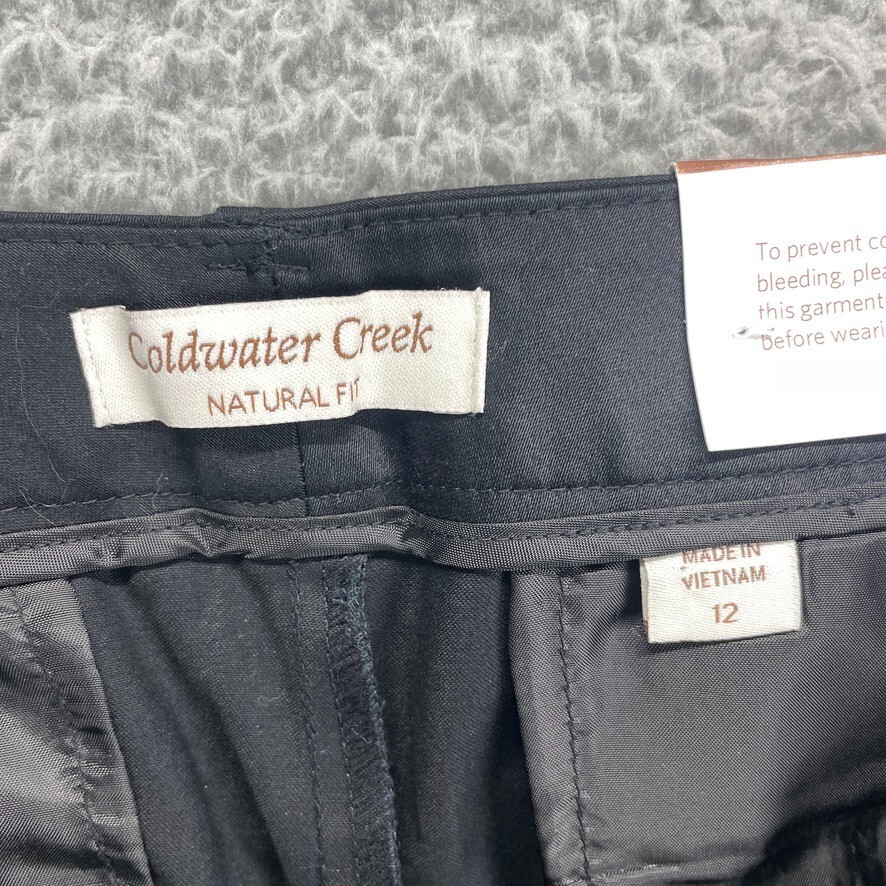 Coldwater Creek
NATURAL FIT
To prevent co
bleeding, plea
this garment
before weari
MADE IN
VIETNAM
12